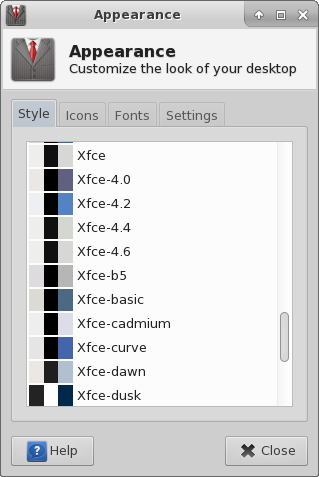 Appearance
Appearance
Customize the look of your desktop
Style Icons Fonts Settings
Xfce
Xfce-4.0
Xfce-4.2
Xfce-4.4
Xfce-4.6
Xfce-b5
Xfce-basic
Xfce-cadmium
Xfce-curve
Xfce-dawn
Xfce-dusk
? Help
Close